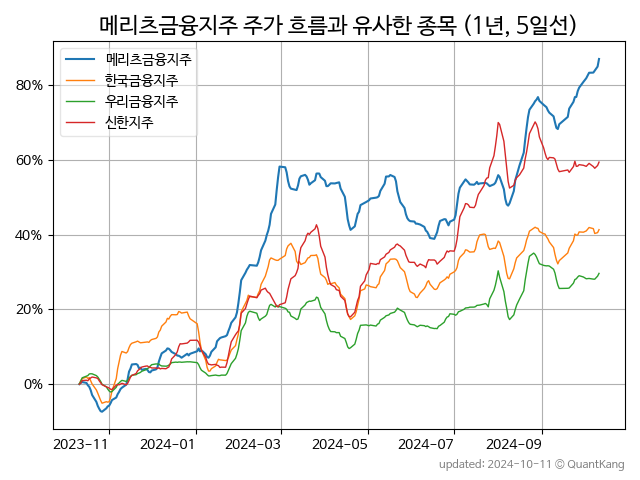 메리츠금융지주 주가 흐름과 유사한 종목 (1년, 5일선)
메리츠금융지주
한국금융지주
우리금융지주
신한지주
80%
60%
40%
20%
0%
2023-11 2024-01 2024-03 2024-05 2024-07 2024-09
updated: 2024-10-11 © QuantKang